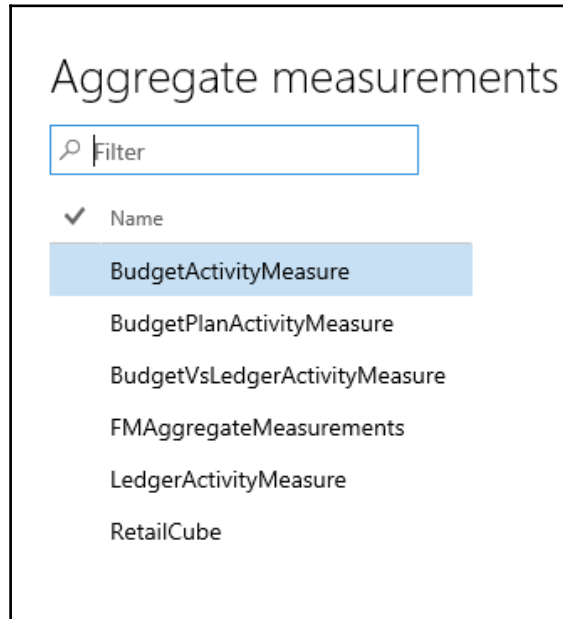 Aggregate measurements
Filter
Name
BudgetActivityMeasure
BudgetPlanActivityMeasure
BudgetVsLedgerActivityMeasure
FMAggregateMeasurements
LedgerActivityMeasure
RetailCube